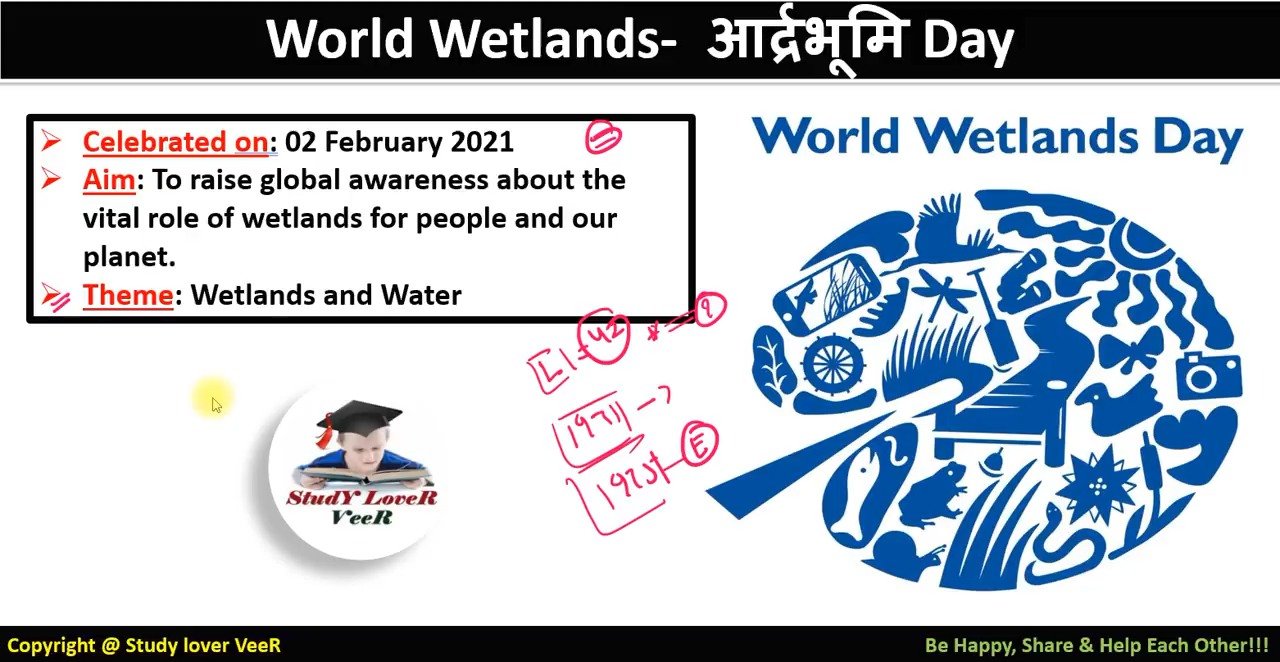 World Wetlands- आर्द्रभूमि Day
Celebrated on: 02 February 2021
Aim: To raise global awareness about the
vital role of wetlands for people and our
planet.
Theme: Wetlands and Water
World Wetlands Day
42
1971
1975
E
StudY LoveR
VeeR
Copyright @ Study lover VeeR
Be Happy, Share & Help Each Other!!!